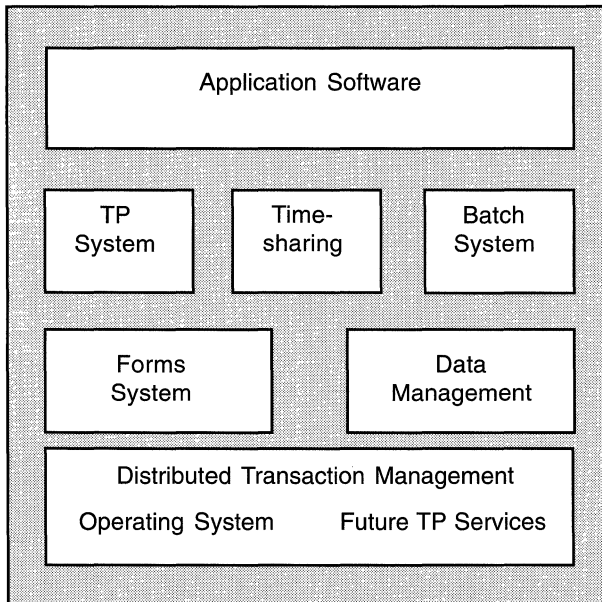 Application Software
TP
System
Time-
sharing
Batch
System
Forms
System
Data
Management
Distributed Transaction Management
Operating System
Future TP Services